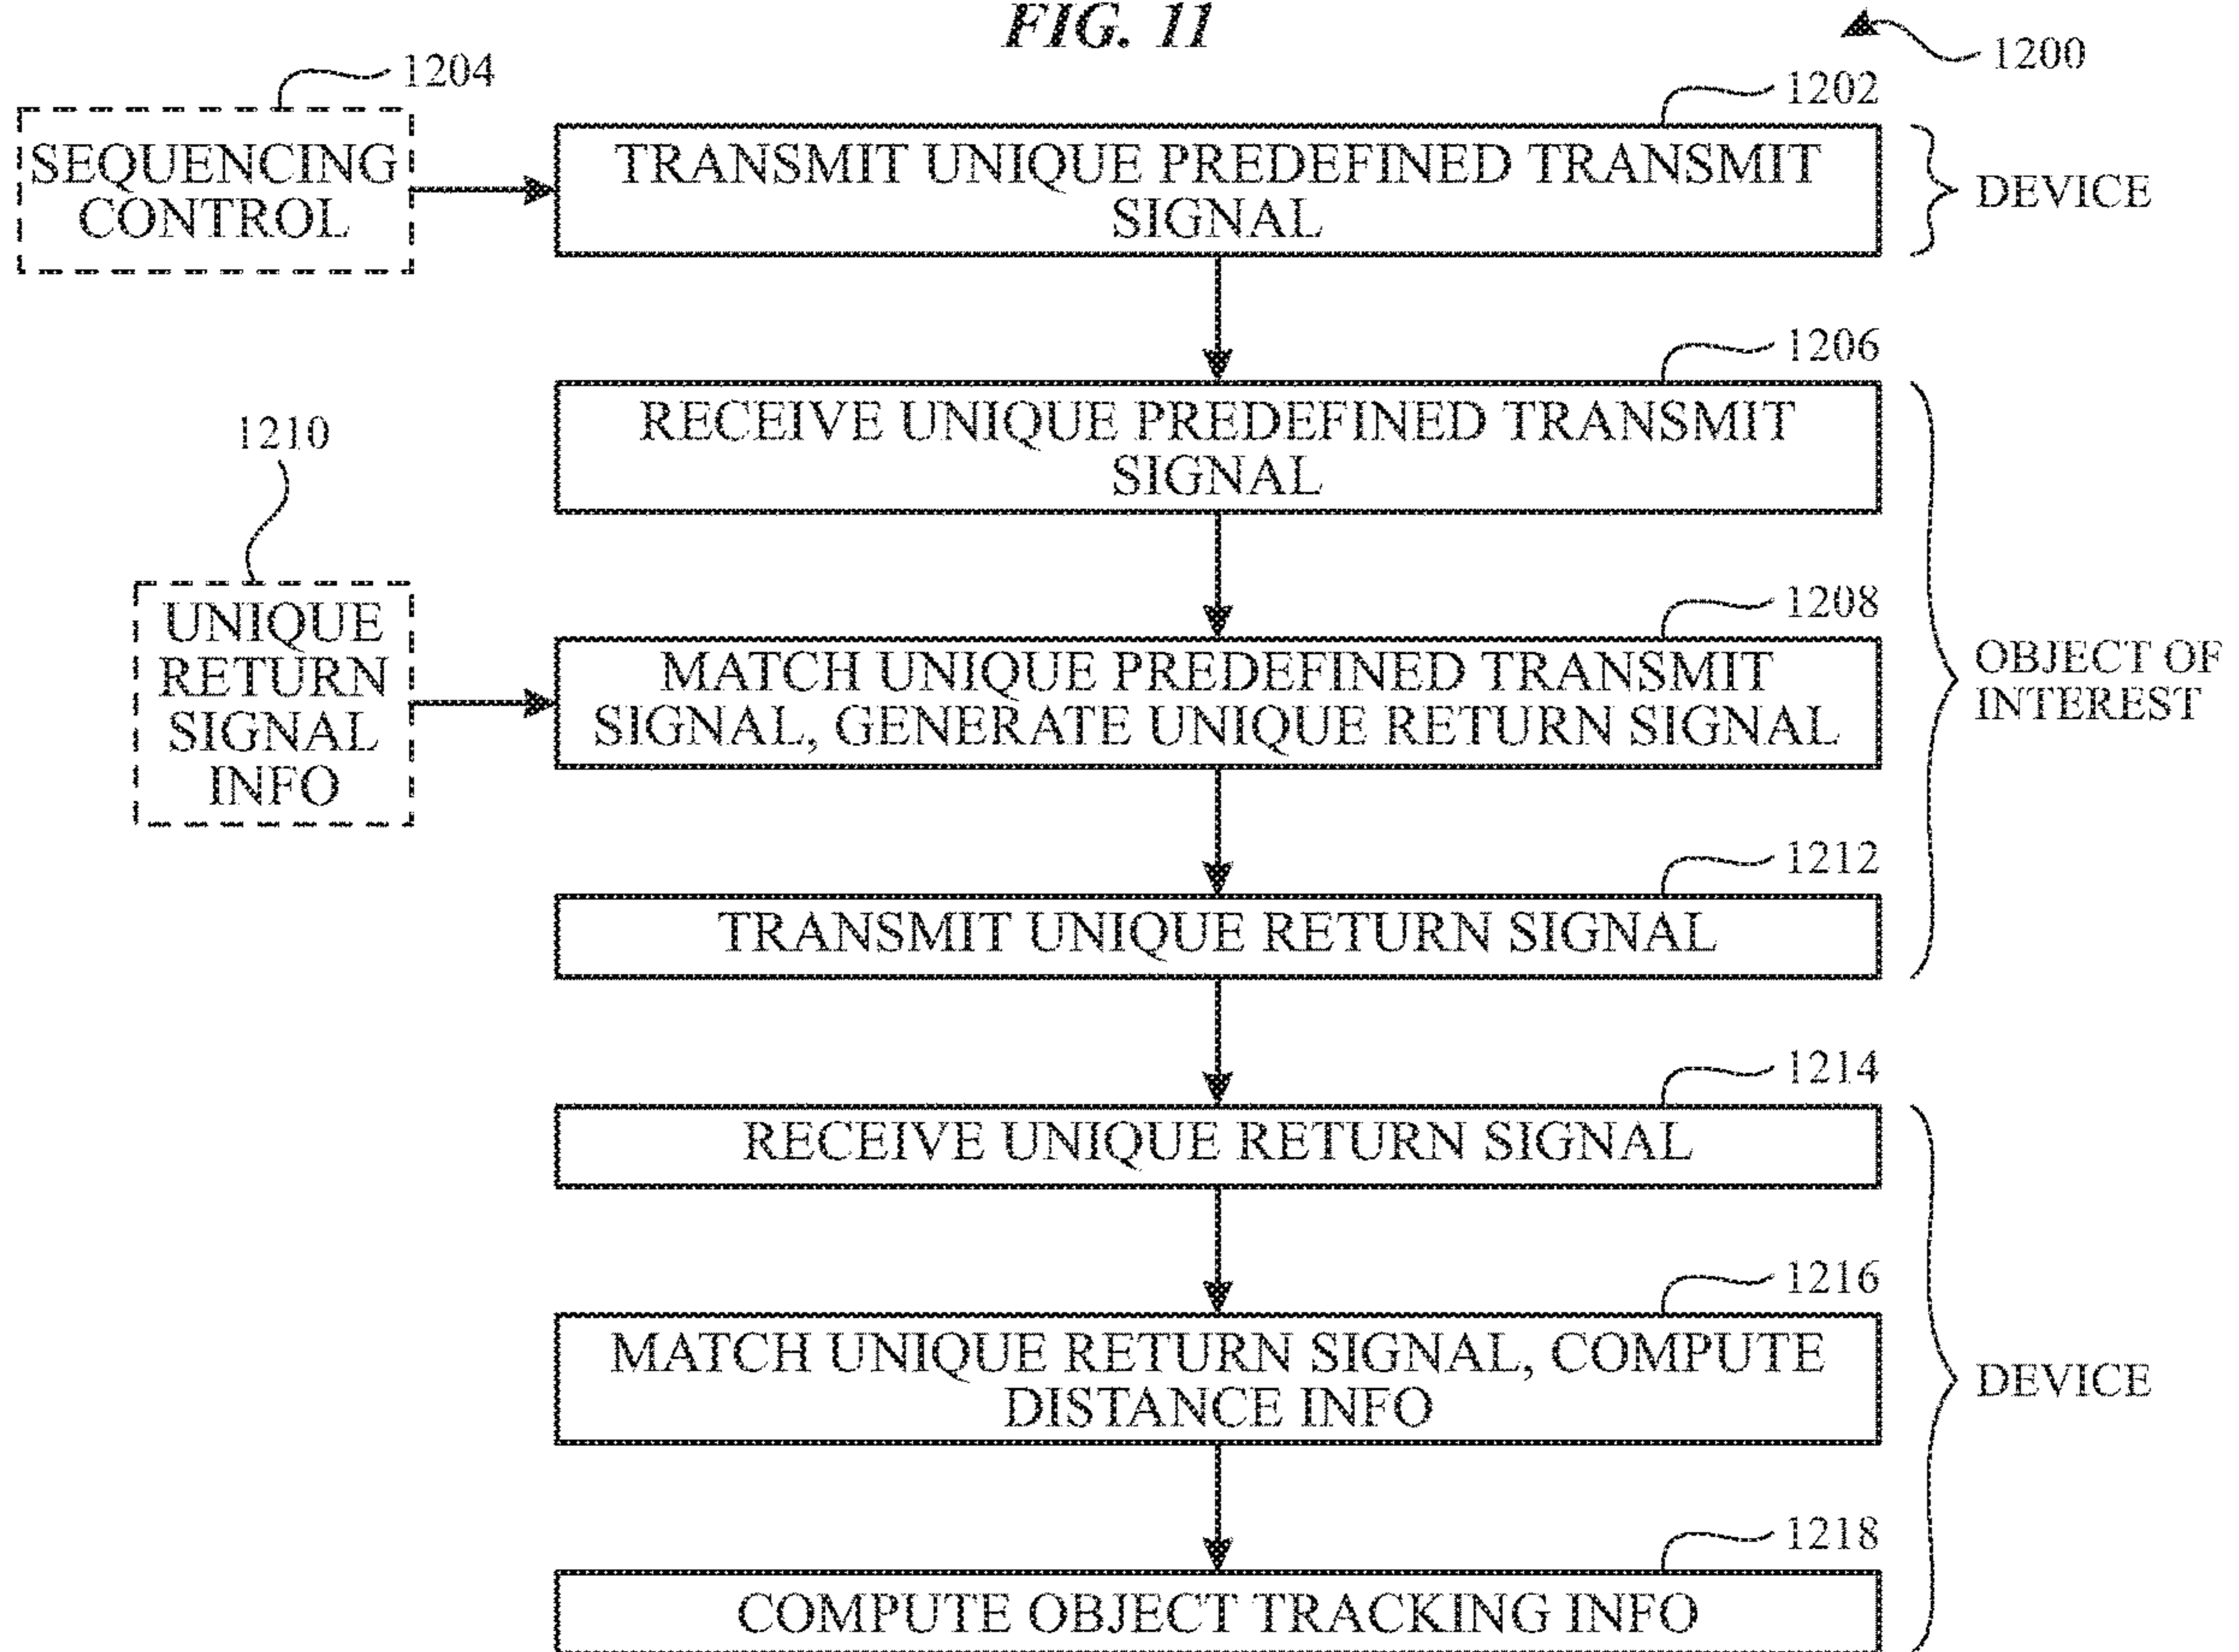 FIG. 11
1200
1204
1202
SEQUENCING
CONTROL
TRANSMIT UNIQUE PREDEFINED TRANSMIT
SIGNAL
DEVICE
1206
RECEIVE UNIQUE PREDEFINED TRANSMIT
SIGNAL
1210
UNIQUE
RETURN
SIGNAL
INFO
1208
MATCH UNIQUE PREDEFINED TRANSMIT
SIGNAL, GENERATE UNIQUE RETURN SIGNAL
OBJECT OF
INTEREST
1212
TRANSMIT UNIQUE RETURN SIGNAL
1214
RECEIVE UNIQUE RETURN SIGNAL
1216
MATCH UNIQUE RETURN SIGNAL, COMPUTE
DISTANCE INFO
DEVICE
1218
COMPUTE OBJECT TRACKING INFO